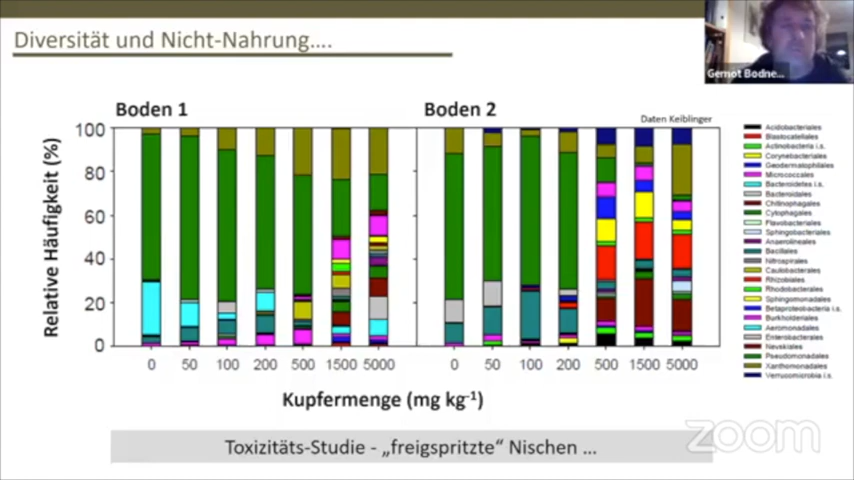 Diversität und Nicht-Nahrung....
Gernot Bodne...
Boden 1
Boden 2
Daten Keiblinger
Relative Häufigkeit (%)
100
80
60
40
20
0
0 50 100 200 500 1500 5000
0 50 100 200 500 1500 5000
Kupfermenge (mg kg-1)
Acidobacteriales
Blastocatellales
Actinobacteria i.s.
Corynebacteriales
Geodermatophilales
Micrococcales
Bacteroidetes i.s.
Bacteroidales
Chitinophagales
Cytophagales
Flavobacteriales
Sphingobacteriales
Anaerolineales
Bacillales
Nitrospirales
Caulobacterales
Rhizobiales
Rhodobacterales
Sphingomonadales
Betaproteobacteria i.s.
Burkholderiales
Aeromonadales
Enterobacterales
Nevskiales
Pseudomonadales
Xanthomonadales
Verrucomicrobia i.s.
Toxizitäts-Studie - „freigspritzte“ Nischen ...
zoom